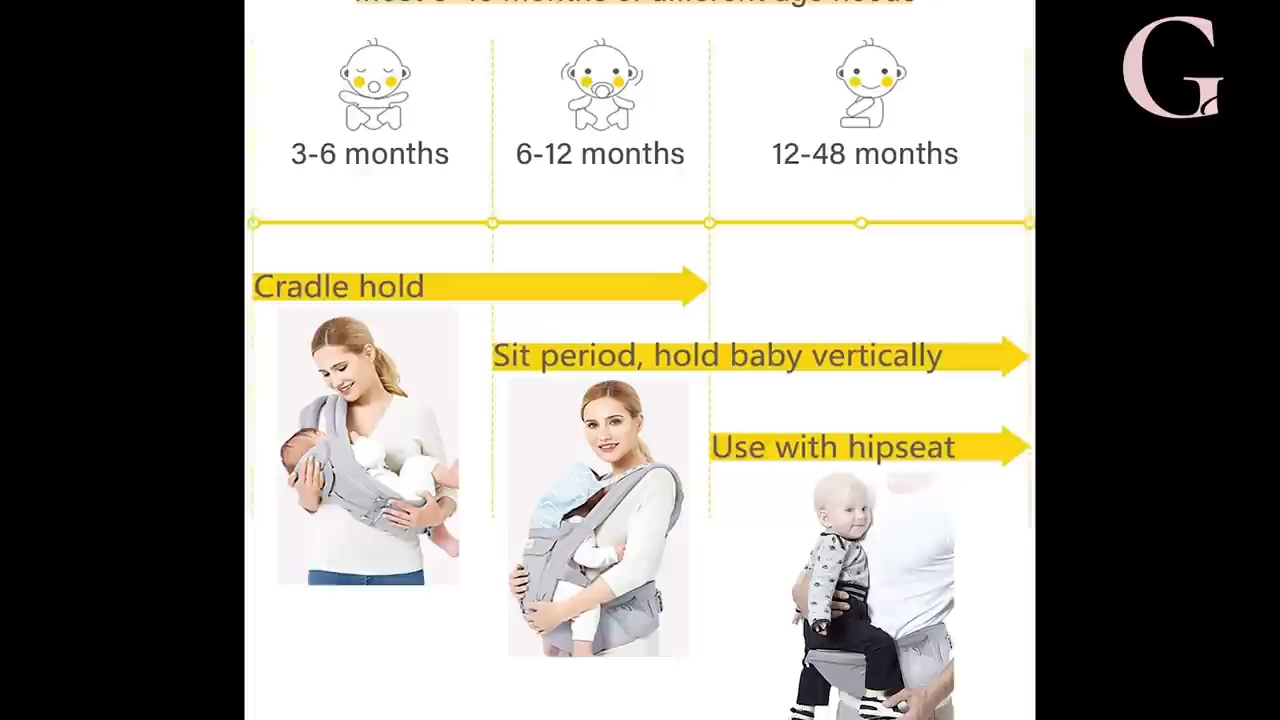 G
3-6 months
6-12 months
12-48 months
Cradle hold
Sit period, hold baby vertically
Use with hipseat